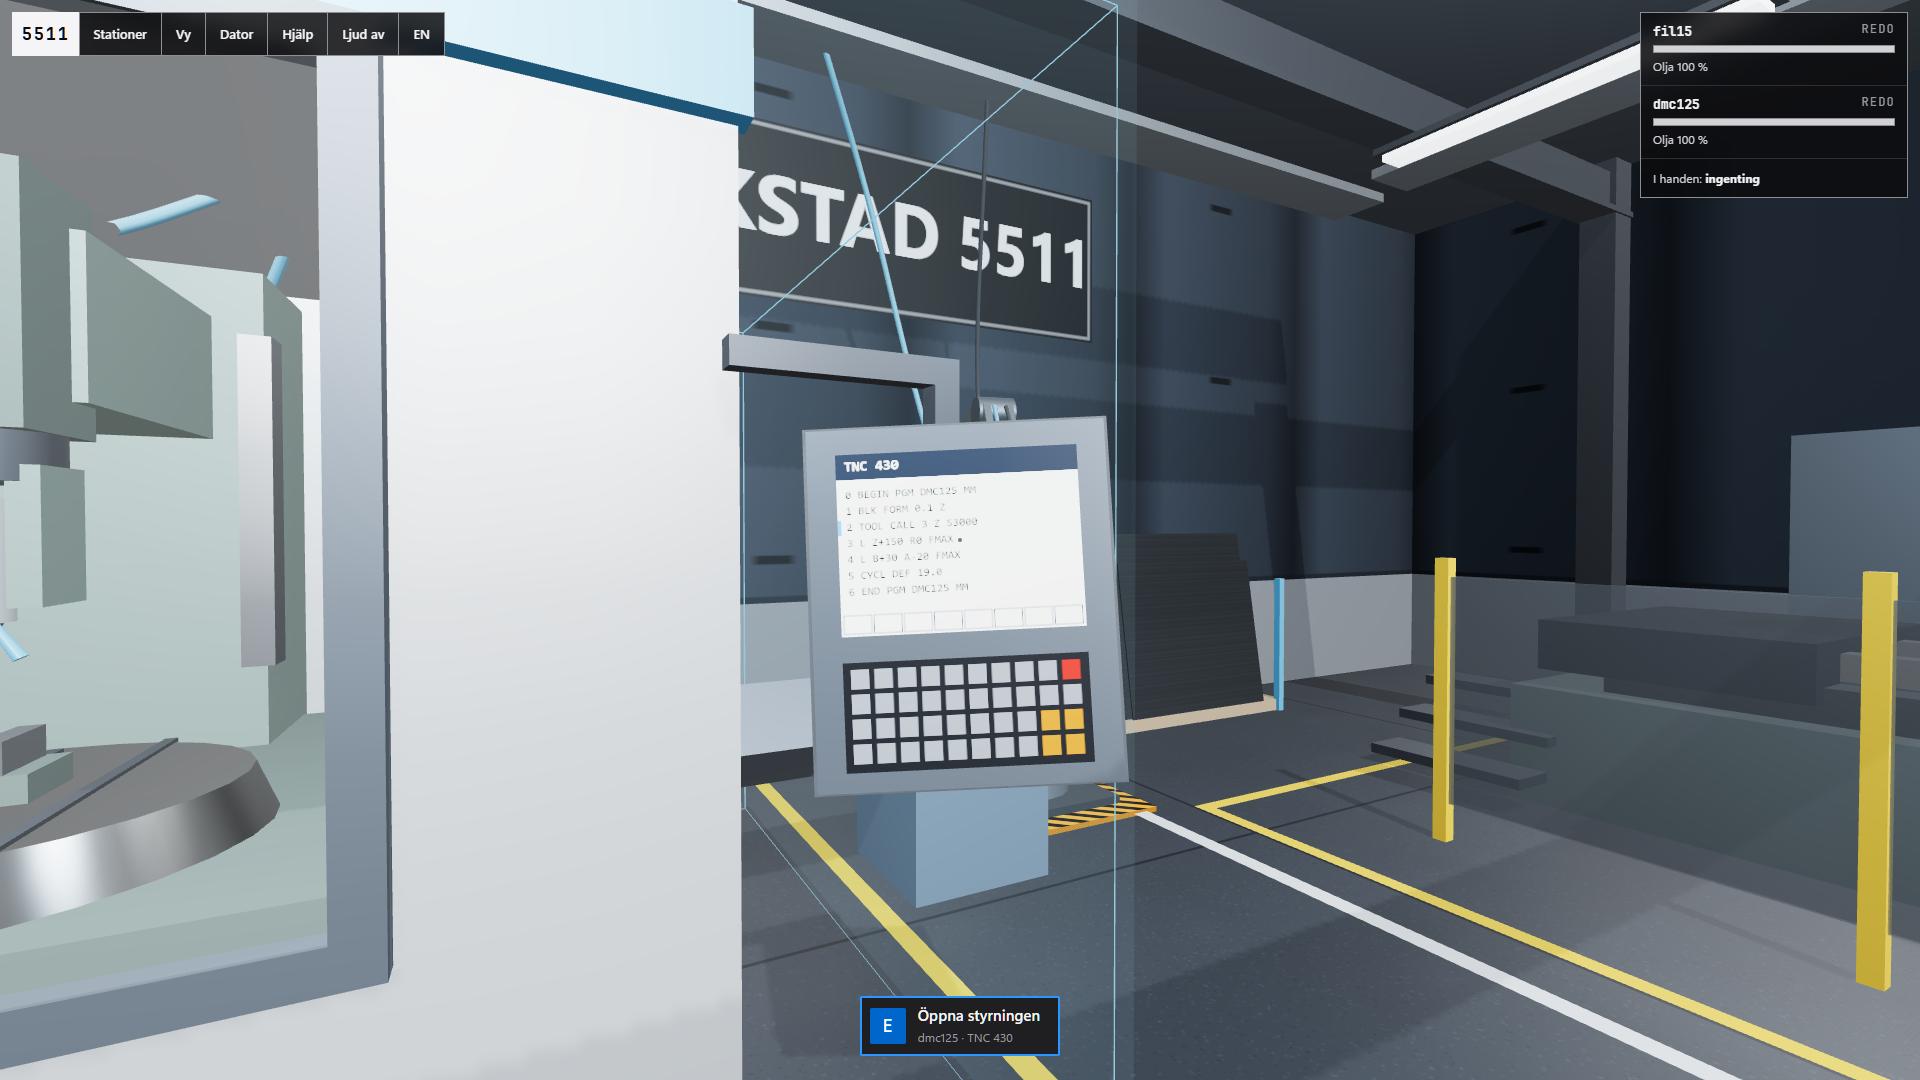 5511
Stationer
Vy
Dator
Hjälp
Ljud av
EN
fil15 REDO
Olja 100 %
dmc125 REDO
Olja 100 %
I handen: ingenting
KSTAD 5511
TNC 430
0 BEGIN PGM DMC125 MM
1 BLK FORM 0.1 Z
2 TOOL CALL 3 Z S3000
3 L Z+150 R0 FMAX
4 L B+30 A-20 FMAX
5 CYCL DEF 19.0
6 END PGM DMC125 MM
E Öppna styrningen
dmc125 · TNC 430